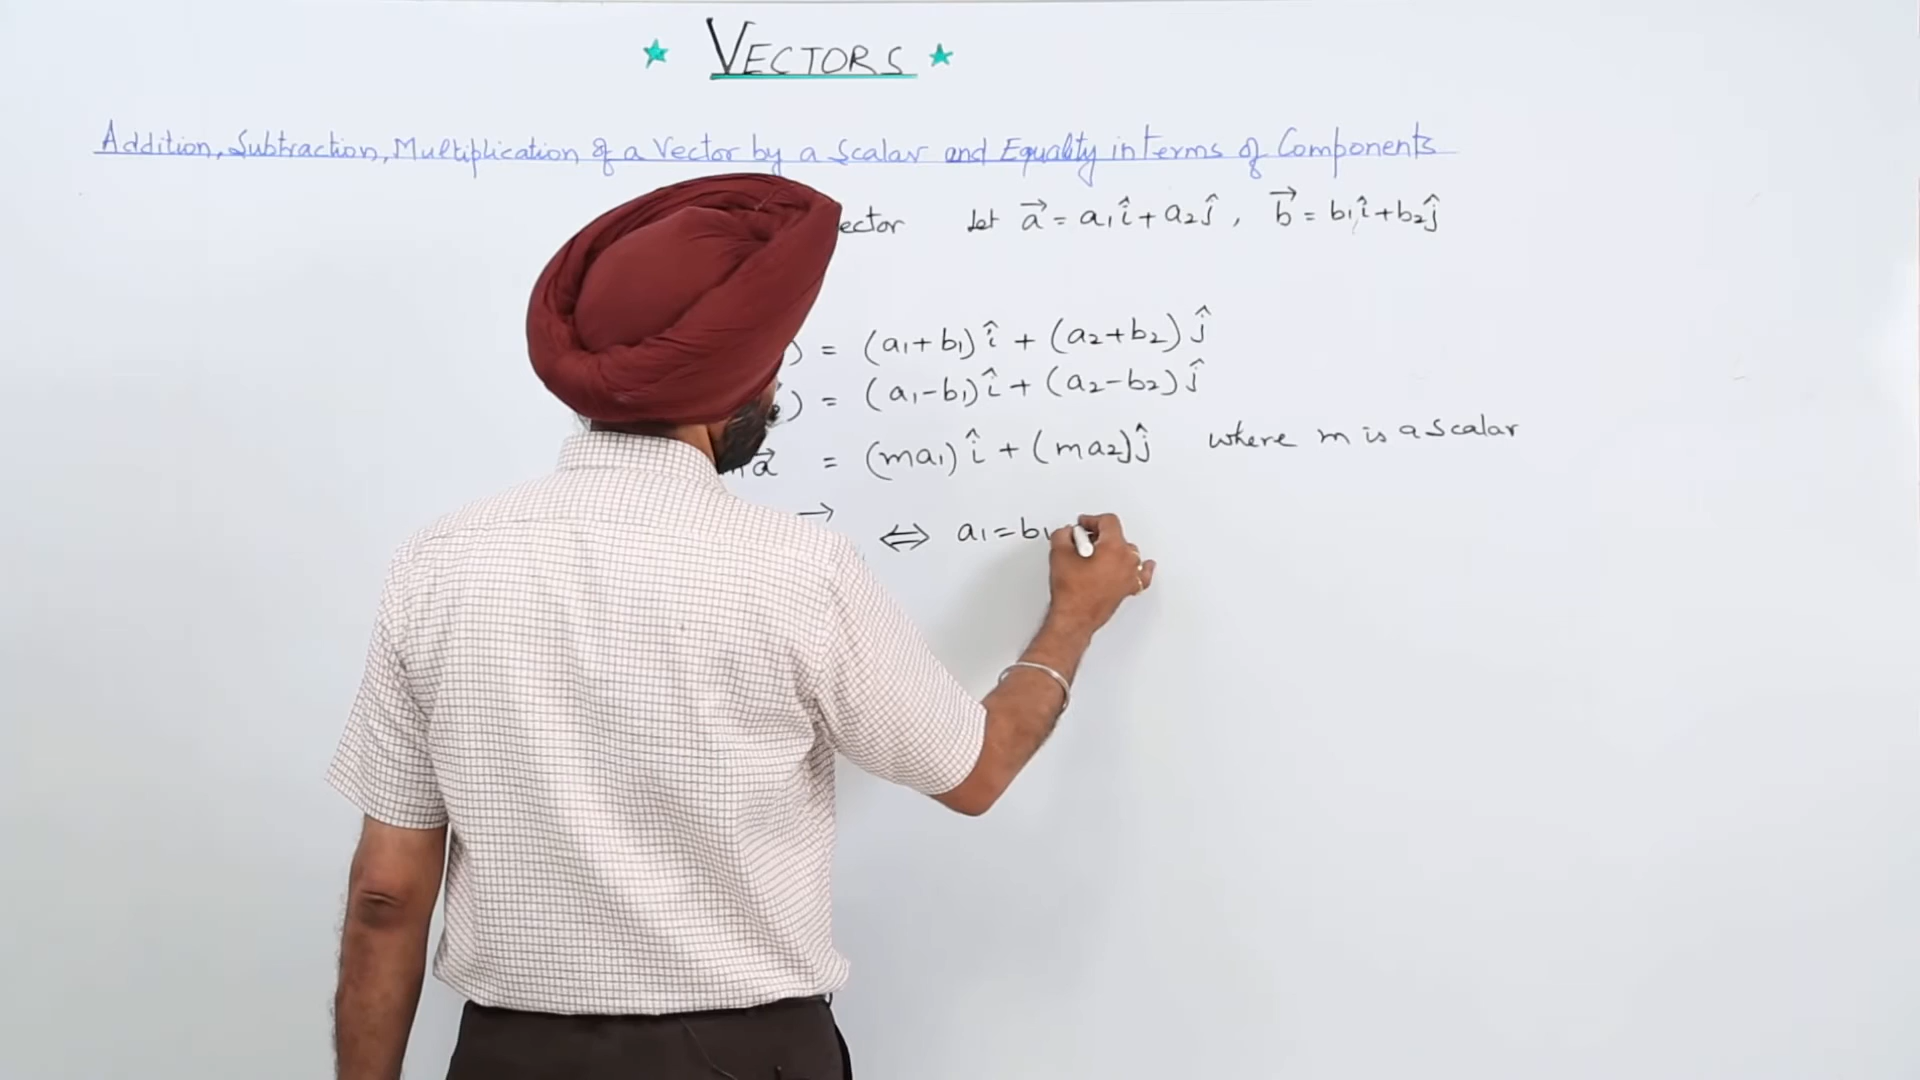 ★ VECTORS ★
Addition, Subtraction, Multiplication of a Vector by a Scalar and Equality in terms of Components
let a⃗ = a₁î + a₂ĵ , b⃗ = b₁î + b₂ĵ
) = (a₁ + b₁) î + (a₂ + b₂) ĵ
) = (a₁ − b₁) î + (a₂ − b₂) ĵ
a⃗ = (ma₁) î + (ma₂) ĵ where m is a Scalar
⇔ a₁ = b₁